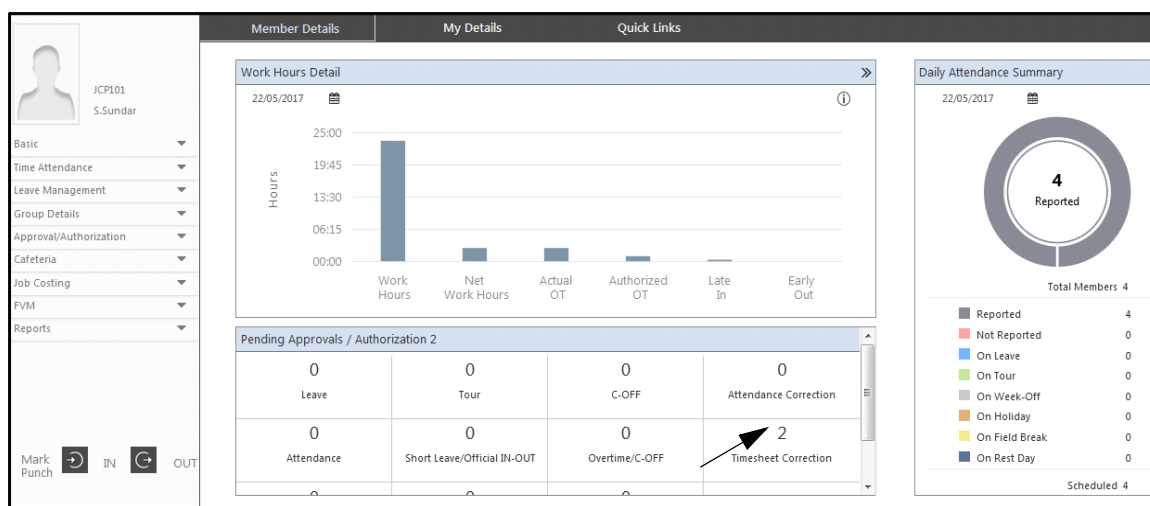 Member Details
My Details
Quick Links
JCP101
S.Sundar
Basic
Time Attendance
Leave Management
Group Details
Approval/Authorization
Cafeteria
Job Costing
FVM
Reports
Mark
Punch
IN
OUT
Work Hours Detail
22/05/2017
25:00
19:45
13:30
06:15
00:00
Hours
Work
Hours
Net
Work Hours
Actual
OT
Authorized
OT
Late
In
Early
Out
Pending Approvals / Authorization 2
0
Leave
0
Tour
0
C-OFF
0
Attendance Correction
0
Attendance
0
Short Leave/Official IN-OUT
0
Overtime/C-OFF
2
Timesheet Correction
Daily Attendance Summary
22/05/2017
4
Reported
Total Members 4
Reported 4
Not Reported 0
On Leave 0
On Tour 0
On Week-Off 0
On Holiday 0
On Field Break 0
On Rest Day 0
Scheduled 4